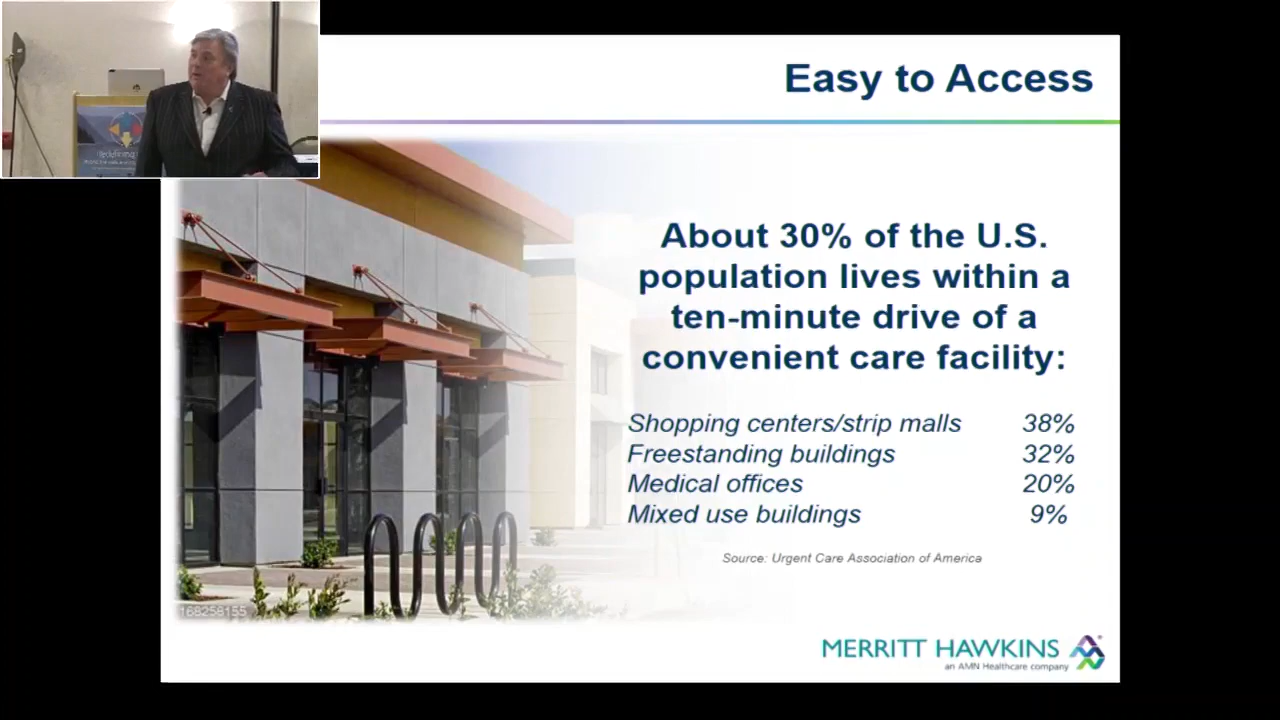 Easy to Access
About 30% of the U.S.
population lives within a
ten-minute drive of a
convenient care facility:
Shopping centers/strip malls 38%
Freestanding buildings 32%
Medical offices 20%
Mixed use buildings 9%
Source: Urgent Care Association of America
168258155
MERRITT HAWKINS
an AMN Healthcare company